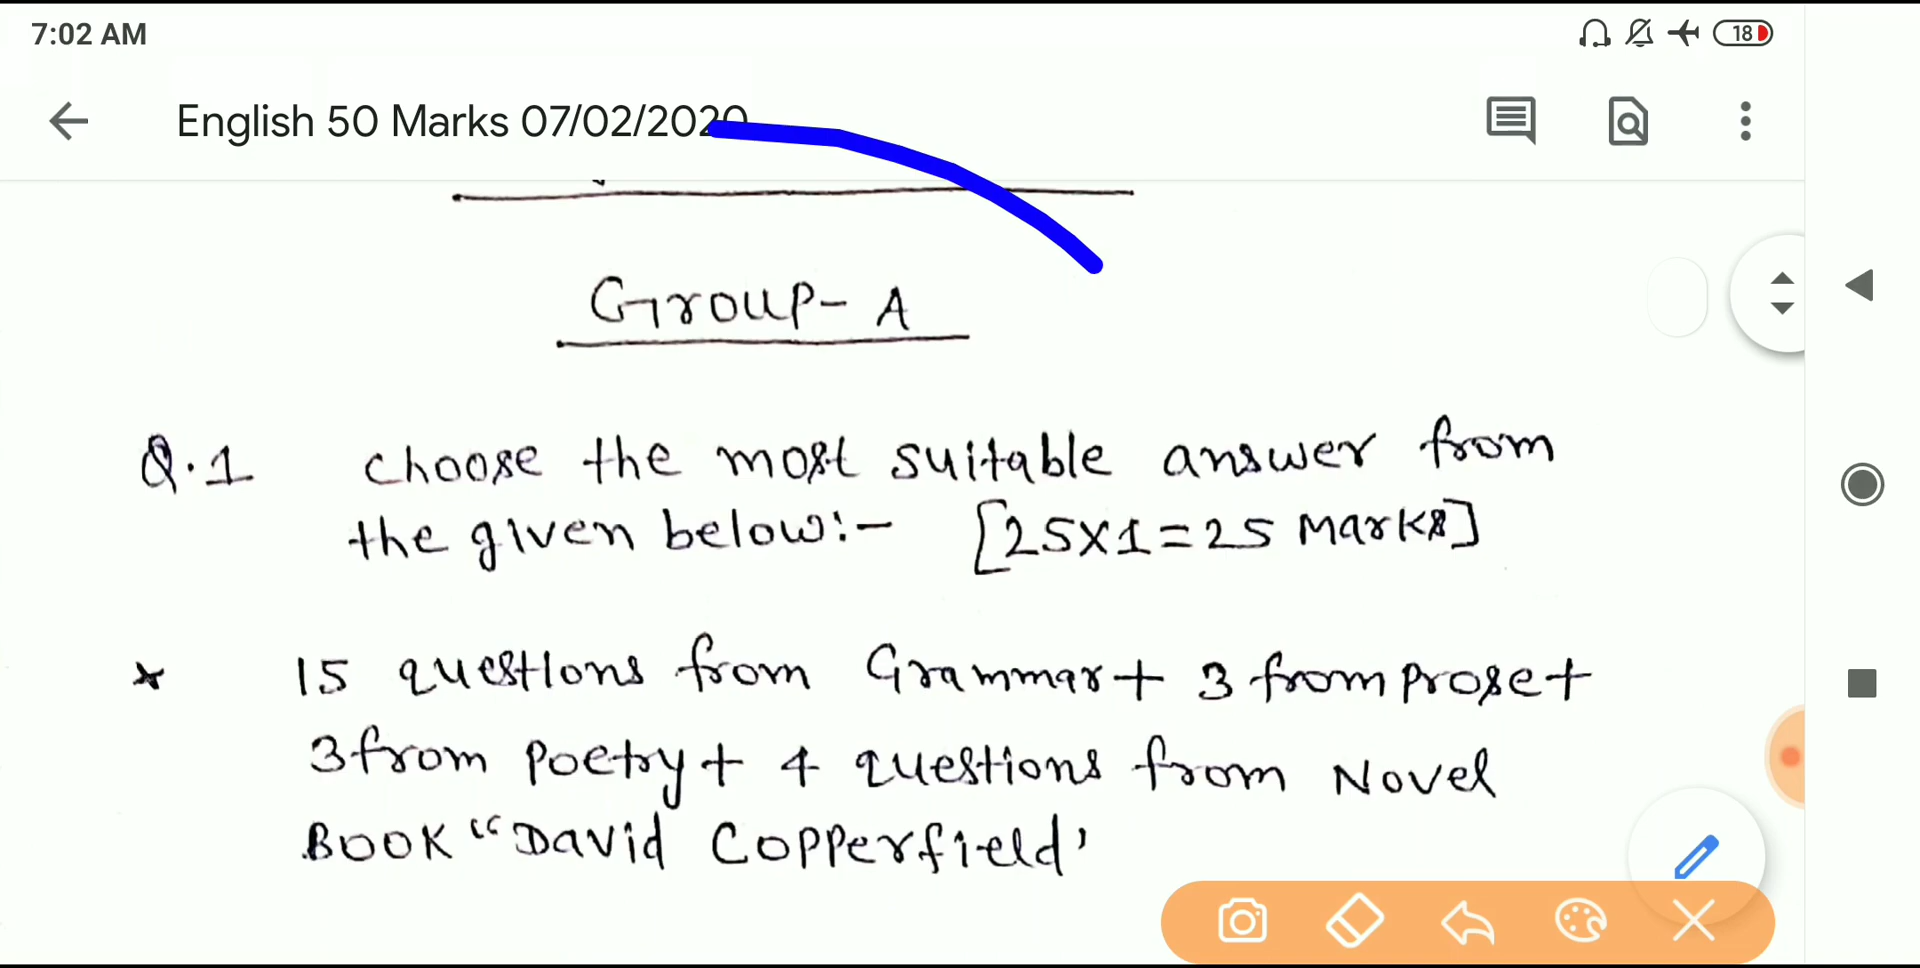 7:02 AM
18
English 50 Marks 07/02/2020
Group- A
Q.1 choose the most suitable answer from
the given below:- [25x1=25 Marks]
* 15 questions from Grammar + 3 from prose +
3 from poetry + 4 questions from Novel
BOOK "David Copperfield'